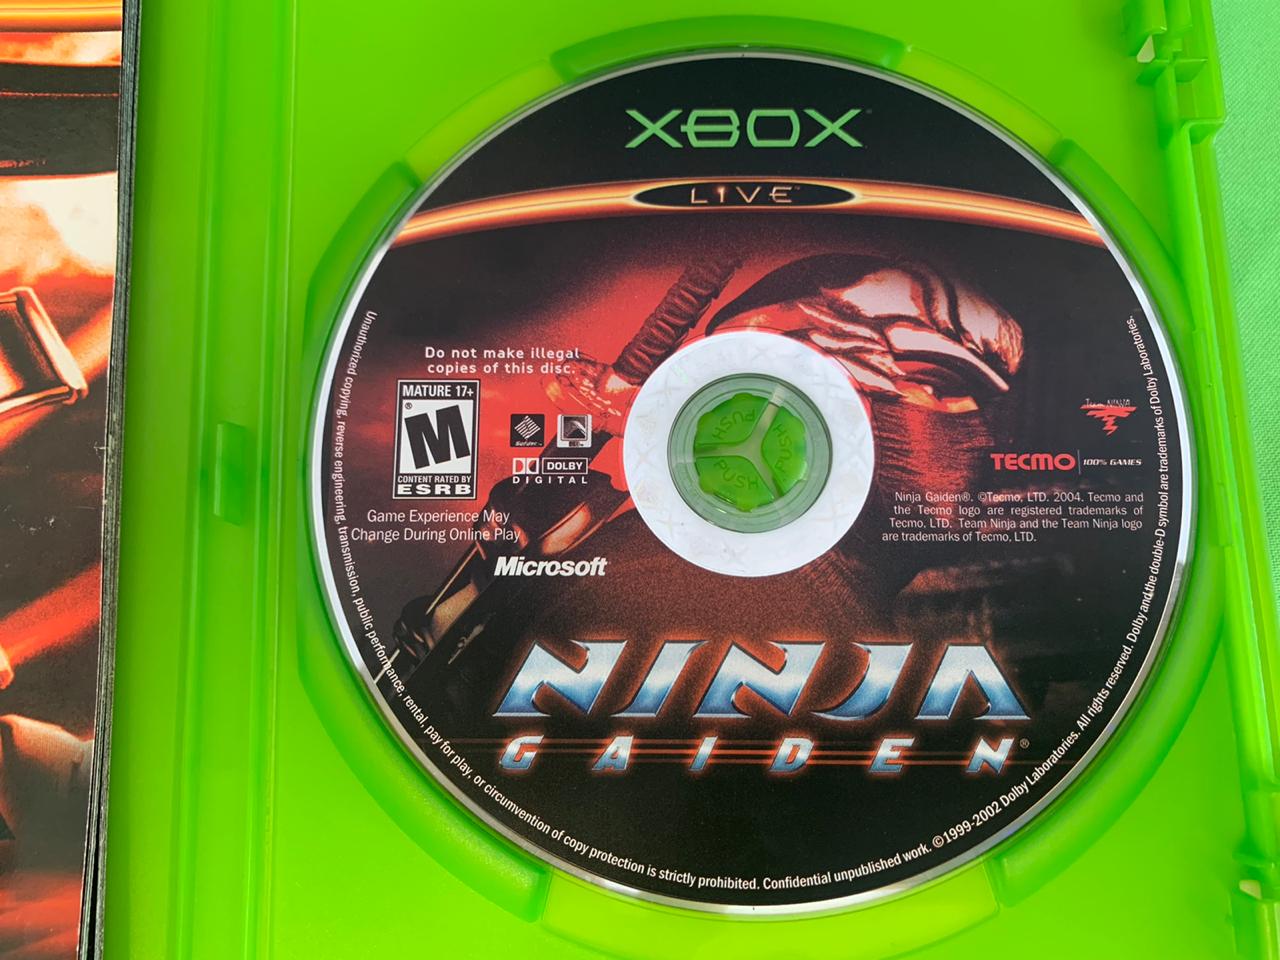 XBOX™
LIVE™
Do not make illegal
copies of this disc.
MATURE 17+
M
®
CONTENT RATED BY
ESRB
DOLBY
DIGITAL
Game Experience May
Change During Online Play
Microsoft
PUSH
PUSH
PUSH
Team NINJA
TECMO
100% GAMES
Ninja Gaiden®. ©Tecmo, LTD. 2004. Tecmo and
the Tecmo logo are registered trademarks of
Tecmo, LTD. Team Ninja and the Team Ninja logo
are trademarks of Tecmo, LTD.
NINJA
GAIDEN®
Unauthorized copying, reverse engineering, transmission, public performance, rental, pay for play, or circumvention of copy protection is strictly prohibited. Confidential unpublished work. ©1999-2002 Dolby Laboratories. All rights reserved. Dolby and the double-D symbol are trademarks of Dolby Laboratories.